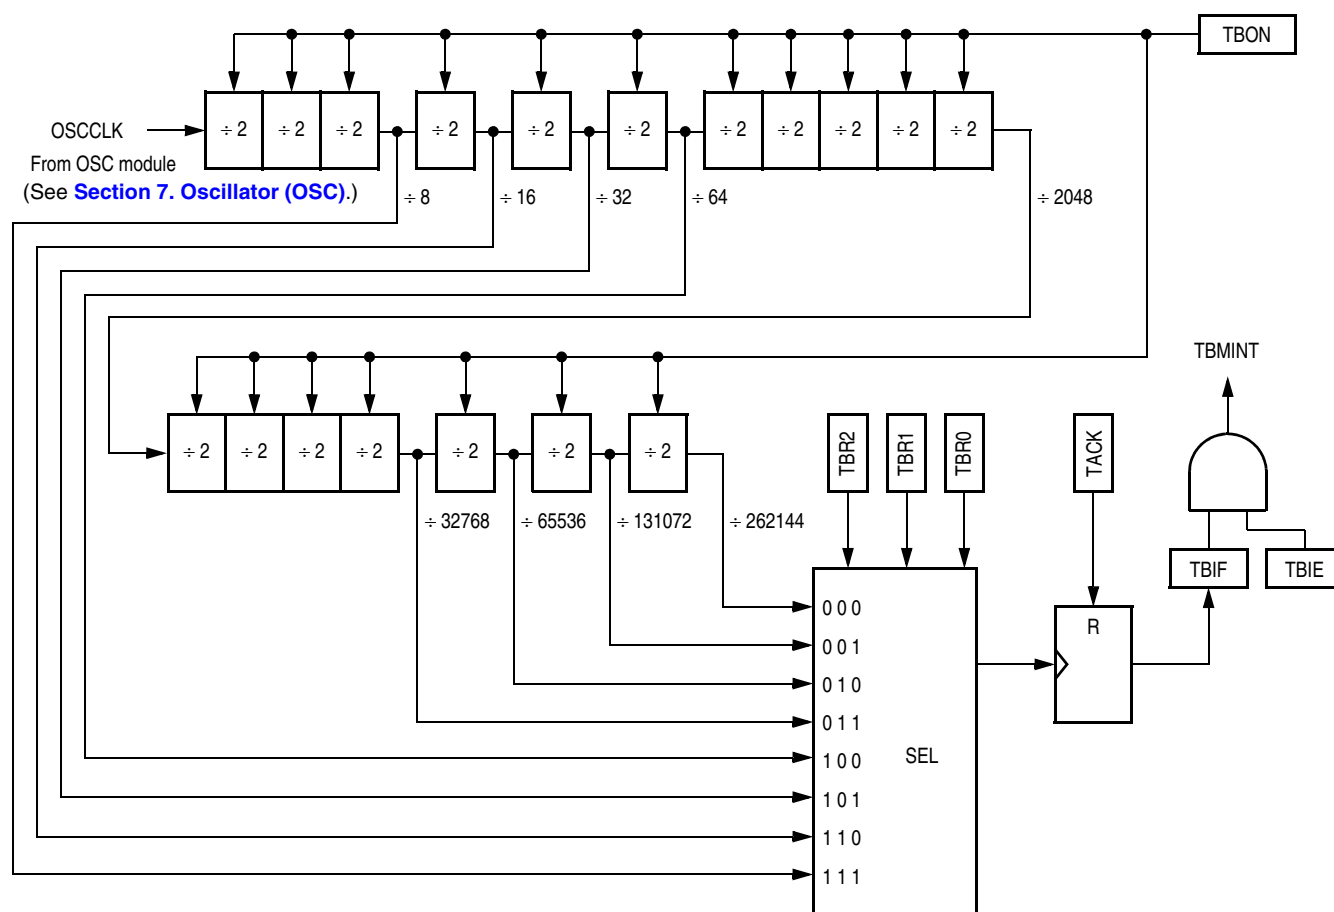 TBON
÷ 2 ÷ 2 ÷ 2 ÷ 2 ÷ 2 ÷ 2 ÷ 2 ÷ 2 ÷ 2 ÷ 2 ÷ 2
OSCCLK
From OSC module
(See Section 7. Oscillator (OSC).)
÷ 8 ÷ 16 ÷ 32 ÷ 64 ÷ 2048
TBMINT
÷ 2 ÷ 2 ÷ 2 ÷ 2 ÷ 2 ÷ 2 ÷ 2
TBR2 TBR1 TBR0 TACK
÷ 32768 ÷ 65536 ÷ 131072 ÷ 262144
TBIF TBIE
0 0 0
R
0 0 1
0 1 0
0 1 1
1 0 0
SEL
1 0 1
1 1 0
1 1 1